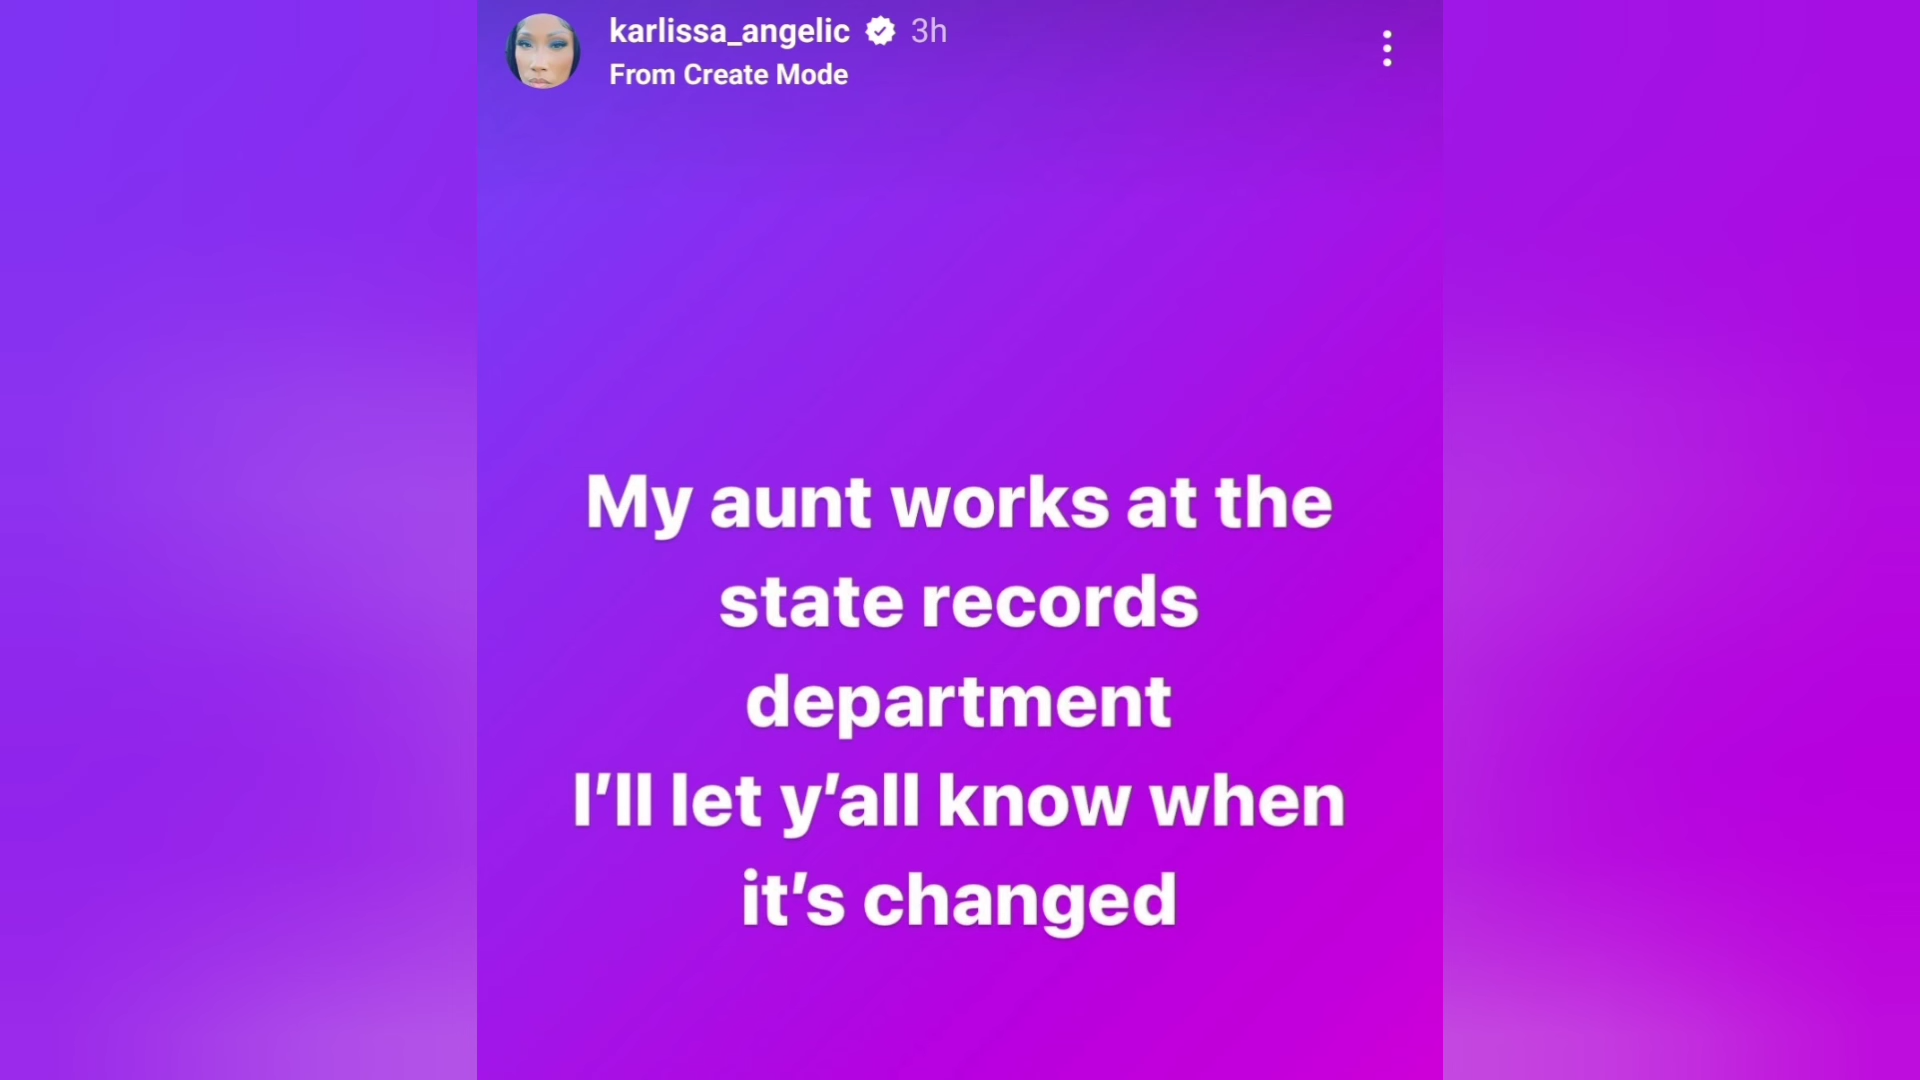 karlissa_angelic 3h
From Create Mode
My aunt works at the
state records
department
I'll let y'all know when
it's changed